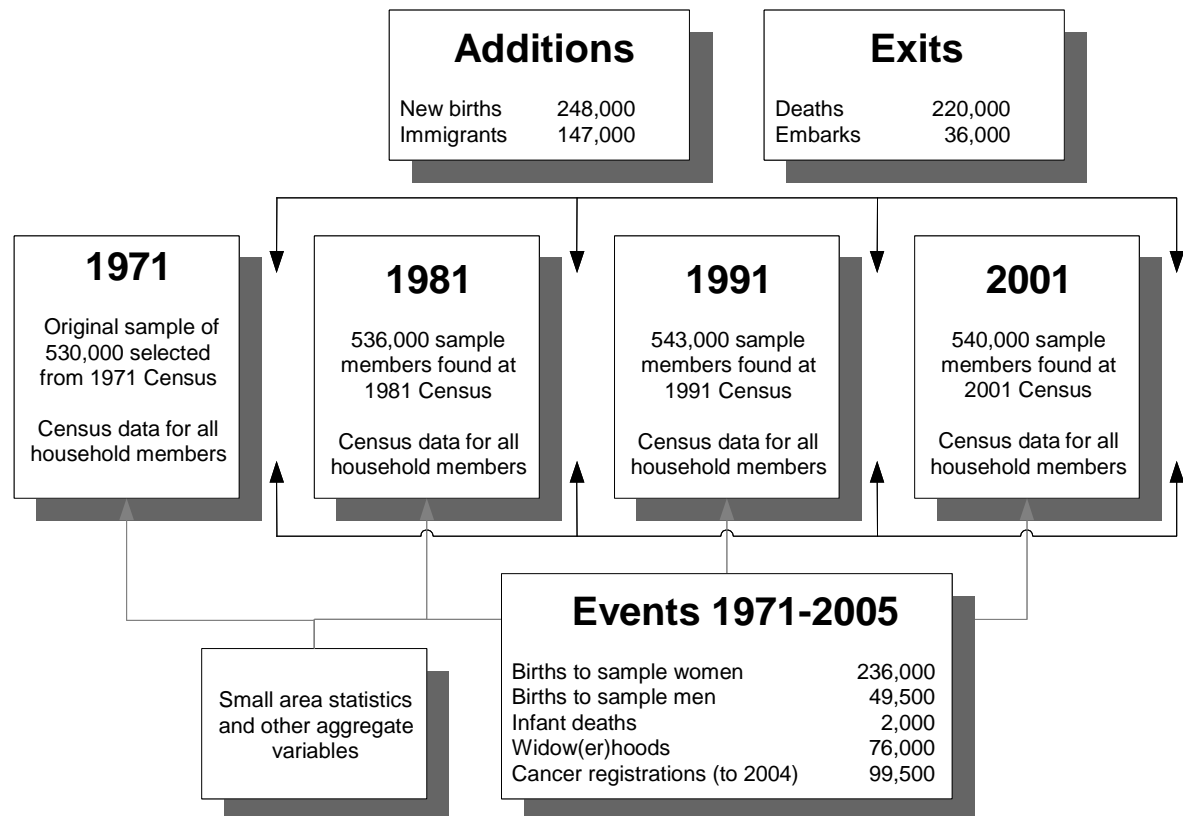 Additions
New births 248,000
Immigrants 147,000
Exits
Deaths 220,000
Embarks 36,000
1971
Original sample of
530,000 selected
from 1971 Census
Census data for all
household members
1981
536,000 sample
members found at
1981 Census
Census data for all
household members
1991
543,000 sample
members found at
1991 Census
Census data for all
household members
2001
540,000 sample
members found at
2001 Census
Census data for all
household members
Small area statistics
and other aggregate
variables
Events 1971-2005
Births to sample women 236,000
Births to sample men 49,500
Infant deaths 2,000
Widow(er)hoods 76,000
Cancer registrations (to 2004) 99,500